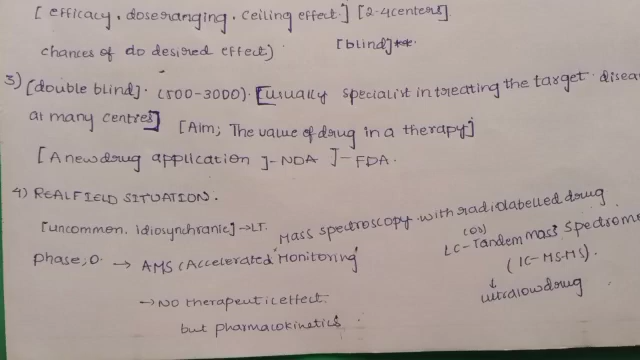 [efficacy, doseranging, ceiling effect.] [2-4centers]
chances of do desired effect) [blind]**
3) [double blind]. (500-3000). [usually specialist in treating the target disea
at many centres] [Aim; The value of drug in a therapy]
[A new drug application ]-NDA ]-FDA.
4) REALFIELD SITUATION.
[uncommon. Idiosynchranic]→LT.
Phase;0. → AMS (Accelerated Monitoring
Mass spectroscopy with radiolabelled drug
(OS)
LC-Tandem mass Spectrome
(LC-MS-MS).
↓
ultralowdrug
→ NO therapeutic effect.
but pharmacokinetics